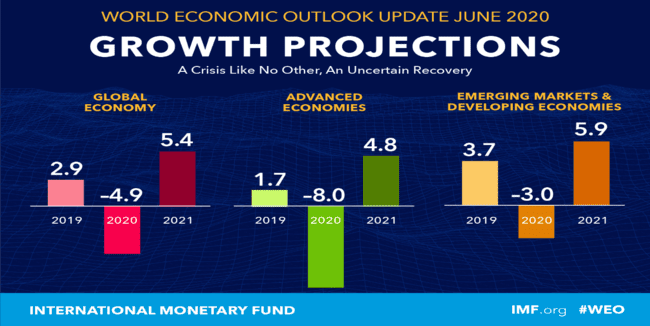 WORLD ECONOMIC OUTLOOK UPDATE JUNE 2020
GROWTH PROJECTIONS
A Crisis Like No Other, An Uncertain Recovery
GLOBAL
ECONOMY
2.9
–4.9
5.4
2019
2020
2021
ADVANCED
ECONOMIES
1.7
–8.0
4.8
2019
2020
2021
EMERGING MARKETS &
DEVELOPING ECONOMIES
3.7
–3.0
5.9
2019
2020
2021
INTERNATIONAL MONETARY FUND
IMF.org #WEO